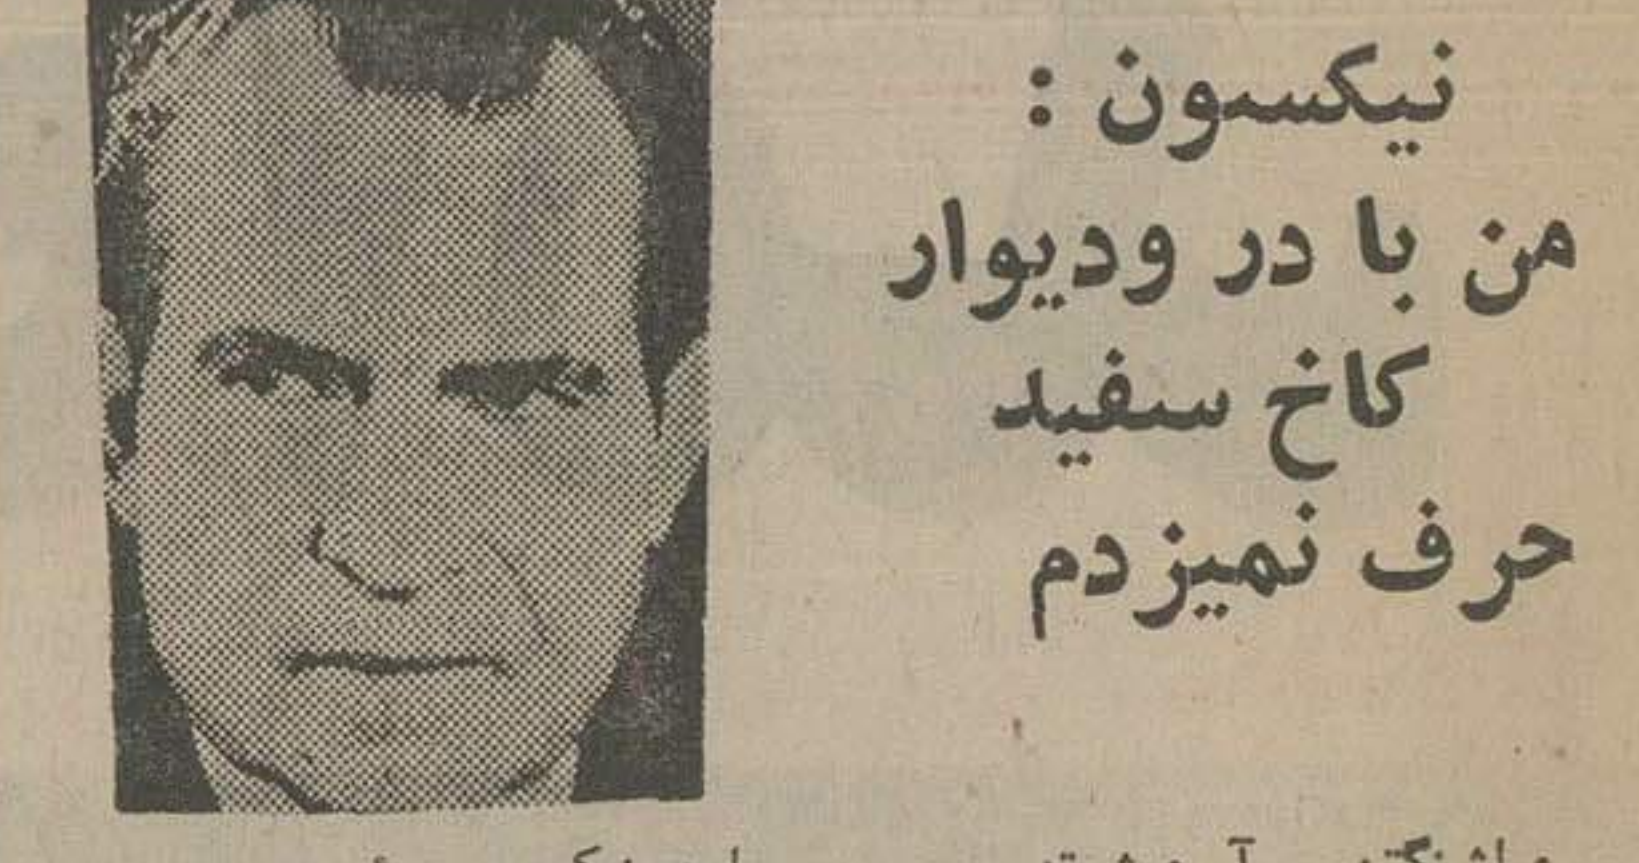 نیکسون :
من با در ودیوار
کاخ سفید
حرف نمیزدم